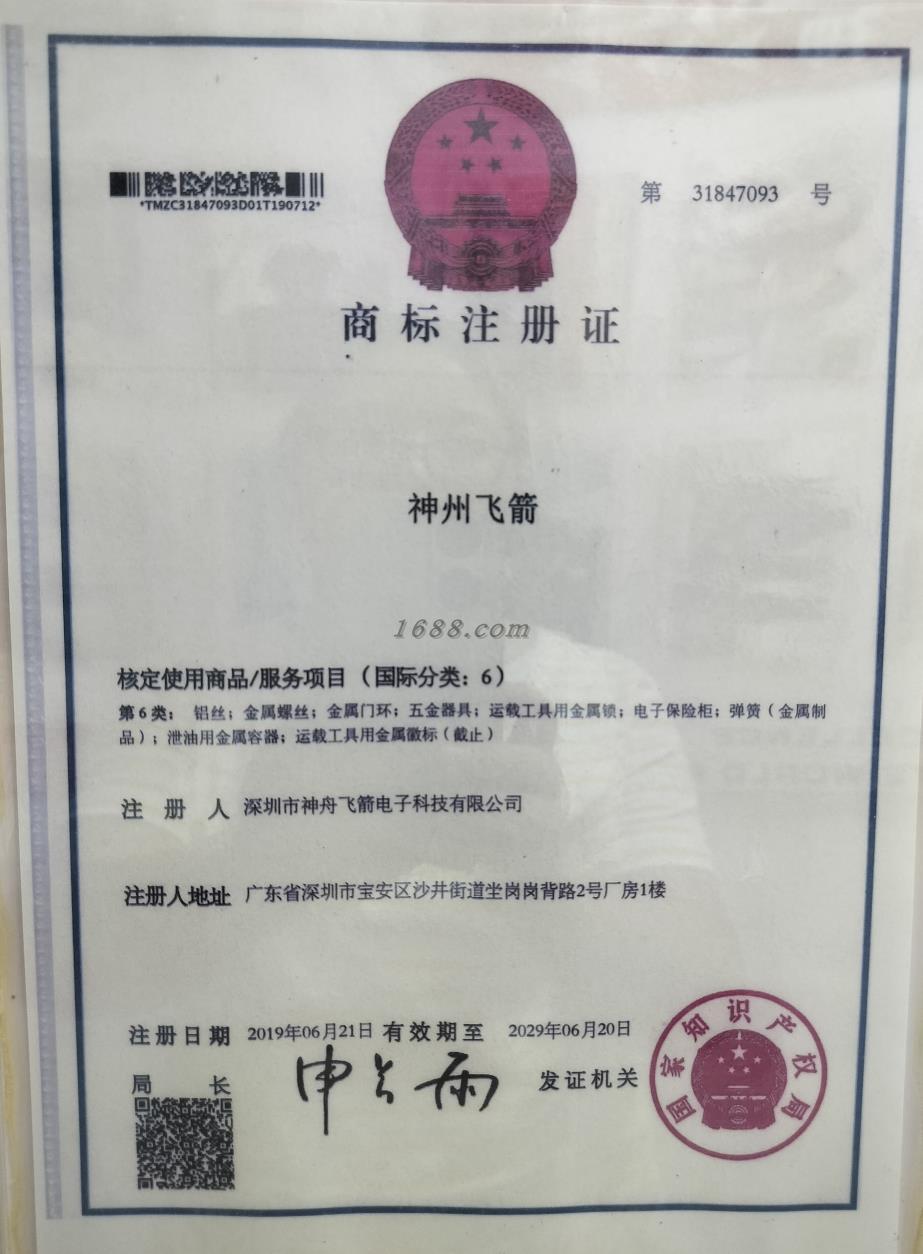 *TMZC31847093D01T190712*
第 31847093 号
商标注册证
神州飞箭
1688.com
核定使用商品/服务项目（国际分类：6）
第6类： 铝丝；金属螺丝；金属门环；五金器具；运载工具用金属锁；电子保险柜；弹簧（金属制
品）；泄油用金属容器；运载工具用金属徽标（截止）
注册人 深圳市神舟飞箭电子科技有限公司
注册人地址 广东省深圳市宝安区沙井街道坐岗岗背路2号厂房1楼
注册日期 2019年06月21日 有效期至 2029年06月20日
局长 申长雨 发证机关
国家知识产权局